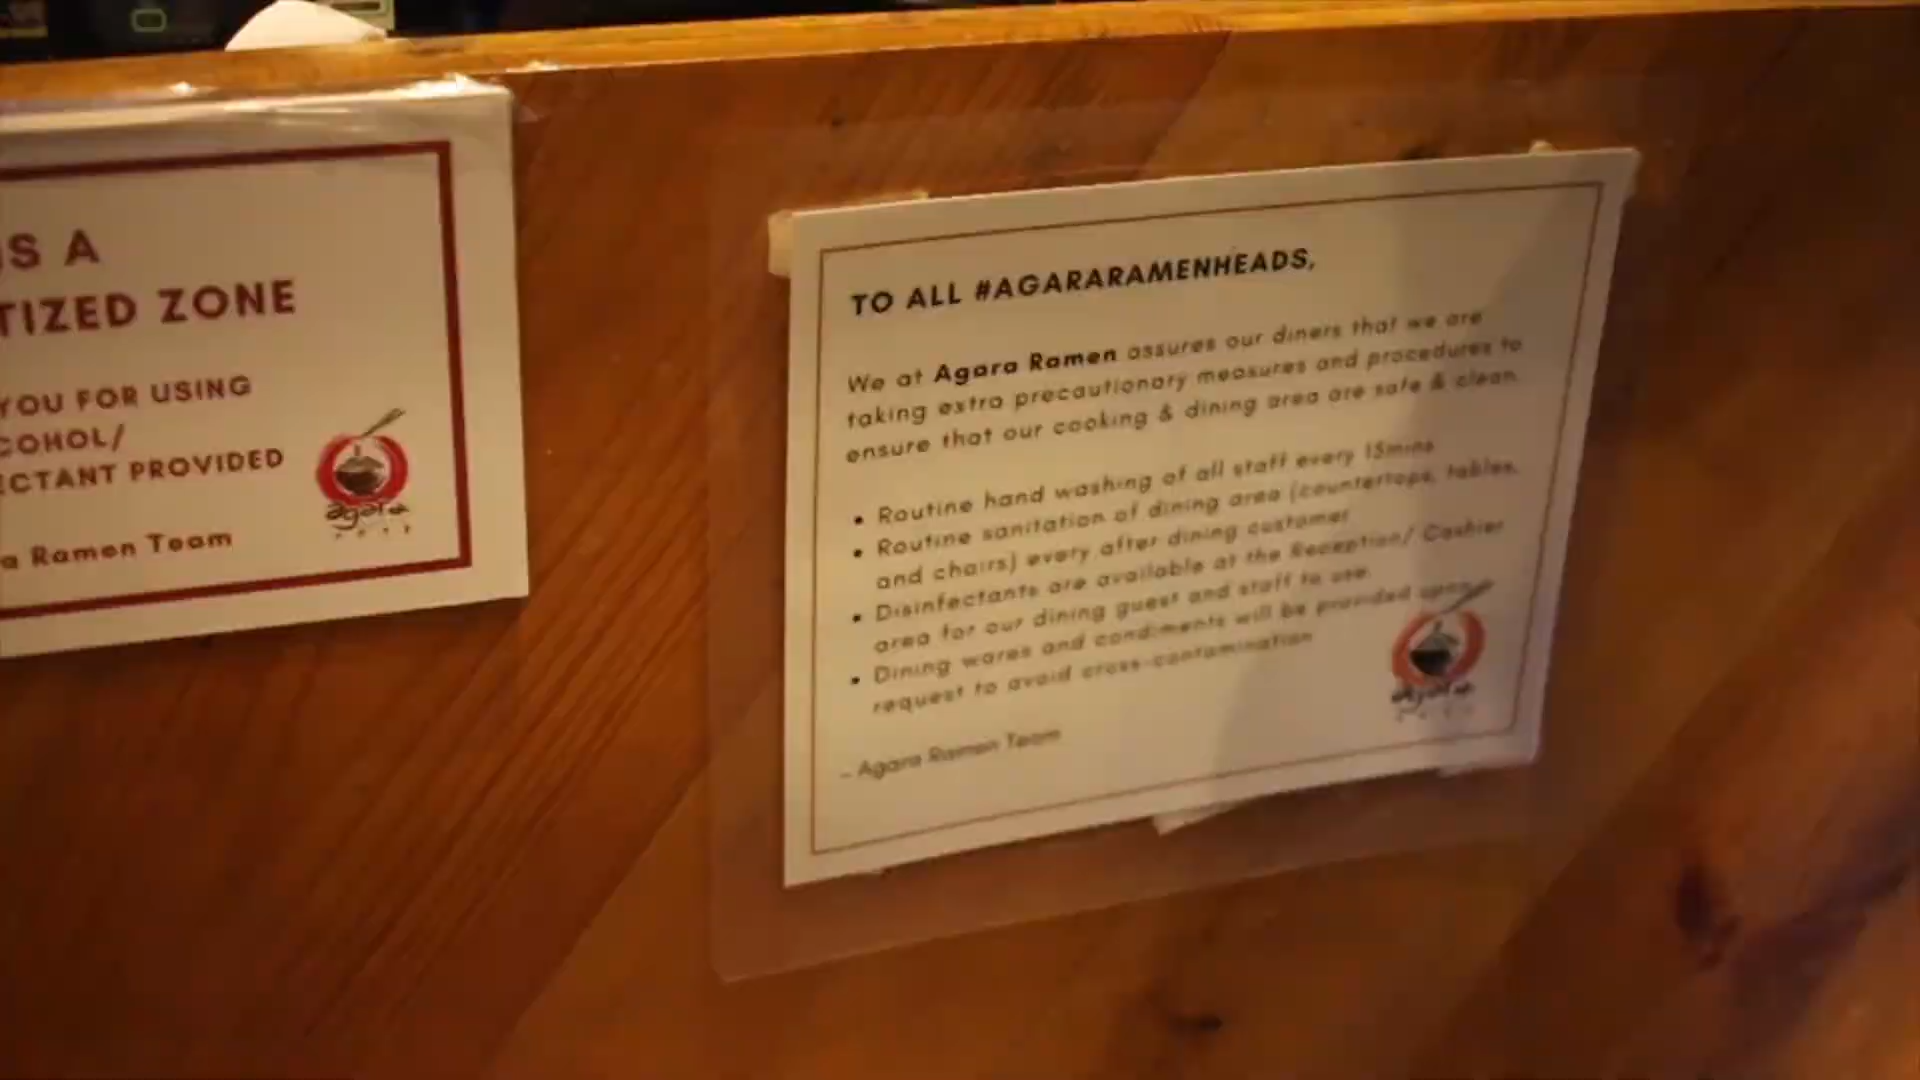 S A
TIZED ZONE
YOU FOR USING
COHOL/
ECTANT PROVIDED
a Ramen Team
agara
TO ALL #AGARARAMENHEADS,
We at Agara Ramen assures our diners that we are
taking extra precautionary measures and procedures to
ensure that our cooking & dining area are safe & clean.
• Routine hand washing of all staff every 15mins
• Routine sanitation of dining area (countertops, tables,
and chairs) every after dining customer
• Disinfectants are available at the Reception/ Cashier
area for our dining guest and staff to use.
• Dining wares and condiments will be provided upon
request to avoid cross-contamination
- Agara Ramen Team
agara